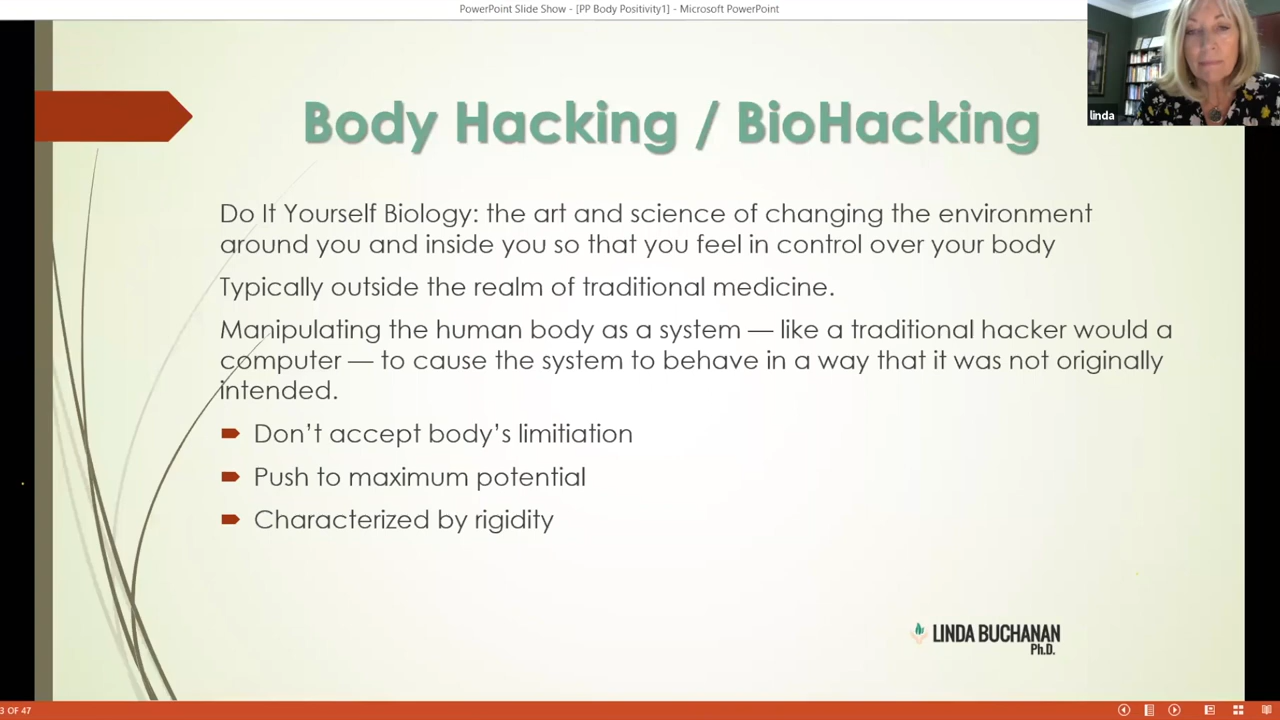 PowerPoint Slide Show - [PP Body Positivity1] - Microsoft PowerPoint
linda
Body Hacking / BioHacking
Do It Yourself Biology: the art and science of changing the environment
around you and inside you so that you feel in control over your body
Typically outside the realm of traditional medicine.
Manipulating the human body as a system — like a traditional hacker would a
computer — to cause the system to behave in a way that it was not originally
intended.
Don't accept body's limitiation
Push to maximum potential
Characterized by rigidity
LINDA BUCHANAN
Ph.D.
3 OF 47